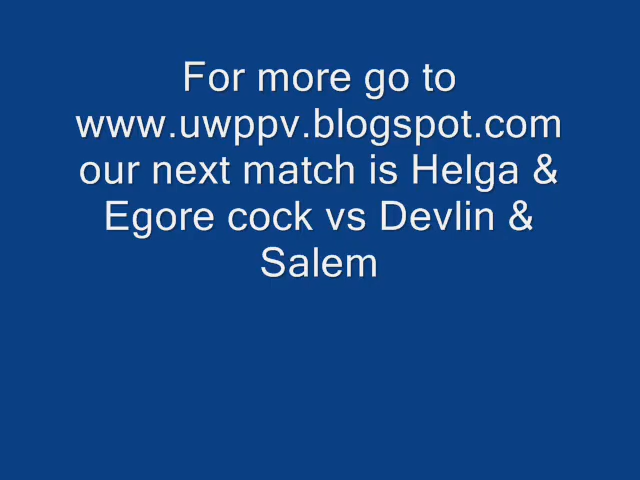 For more go to
www.uwppv.blogspot.com
our next match is Helga &
Egore cock vs Devlin &
Salem